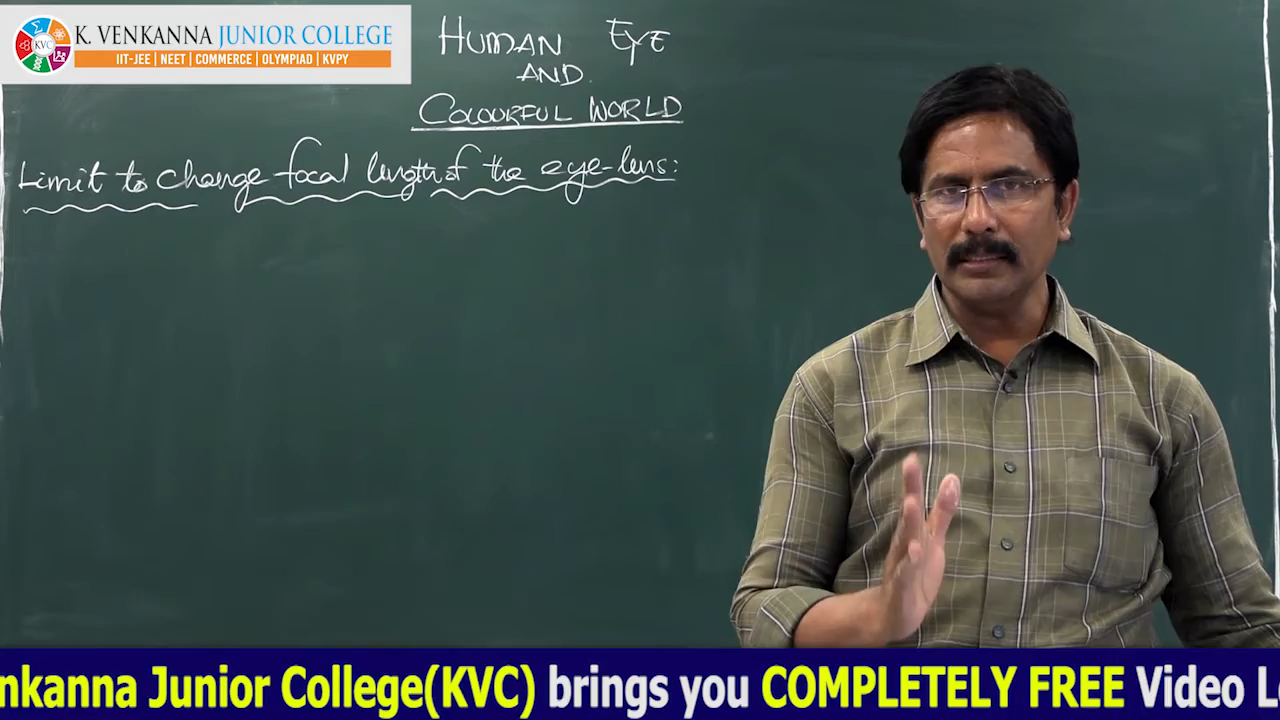 KVC
K. VENKANNA JUNIOR COLLEGE
IIT-JEE | NEET | COMMERCE | OLYMPIAD | KVPY
HUMAN EYE
AND
COLOURFUL WORLD
Limit to change focal length of the eye-lens:
nkanna Junior College(KVC) brings you COMPLETELY FREE Video L